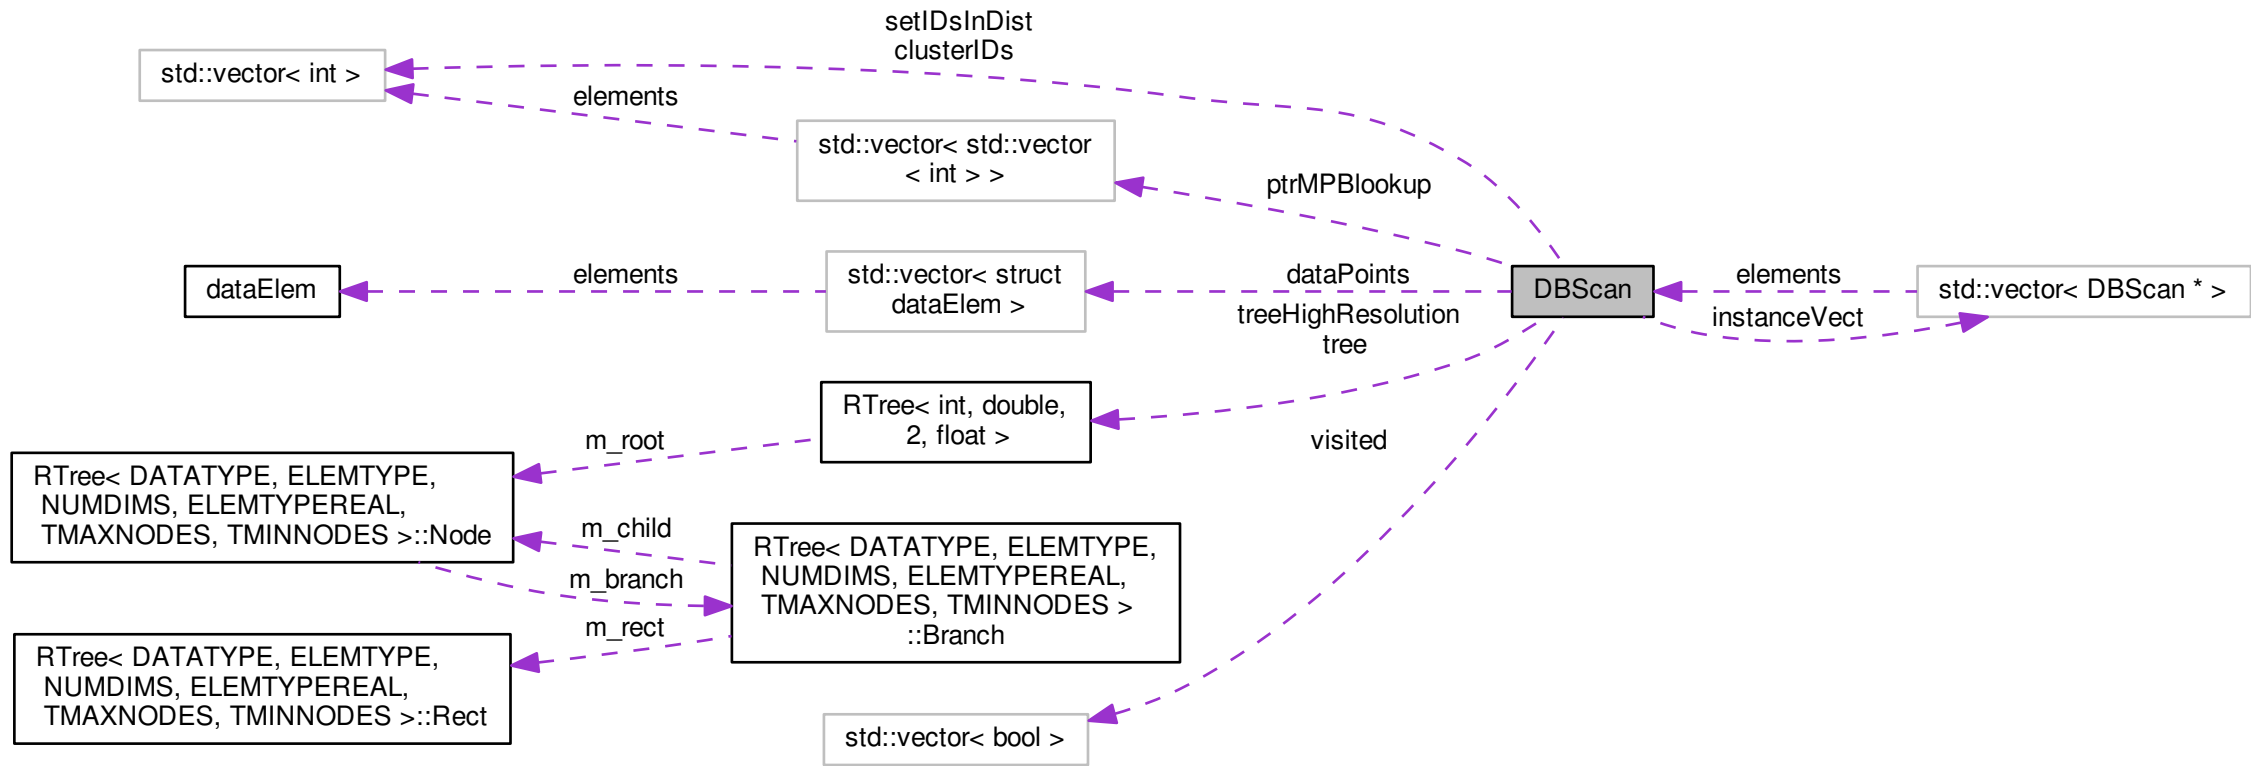 setIDsInDist
clusterIDs
std::vector< int >
elements
std::vector< std::vector
< int > >
ptrMPBlookup
dataElem
elements
std::vector< struct
dataElem >
dataPoints
DBScan
elements
std::vector< DBScan * >
instanceVect
treeHighResolution
tree
RTree< int, double,
2, float >
visited
m_root
RTree< DATATYPE, ELEMTYPE,
NUMDIMS, ELEMTYPEREAL,
TMAXNODES, TMINNODES >::Node
m_child
m_branch
RTree< DATATYPE, ELEMTYPE,
NUMDIMS, ELEMTYPEREAL,
TMAXNODES, TMINNODES >
::Branch
m_rect
RTree< DATATYPE, ELEMTYPE,
NUMDIMS, ELEMTYPEREAL,
TMAXNODES, TMINNODES >::Rect
std::vector< bool >